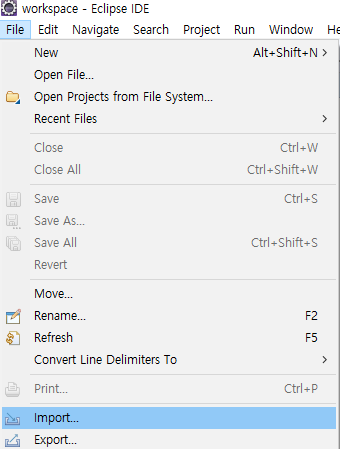 workspace - Eclipse IDE
File Edit Navigate Search Project Run Window
New Alt+Shift+N >
Open File...
Open Projects from File System...
Recent Files >
Close Ctrl+W
Close All Ctrl+Shift+W
Save Ctrl+S
Save As...
Save All Ctrl+Shift+S
Revert
Move...
Rename... F2
Refresh F5
Convert Line Delimiters To >
Print... Ctrl+P
Import...
Export...